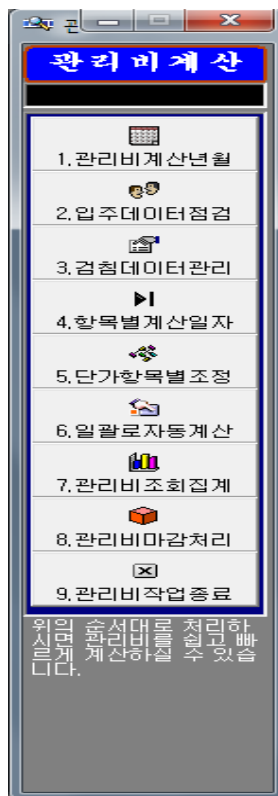 관리비계산
1.관리비계산년월
2.입주데이터점검
3.검침데이터관리
4.항목별계산일자
5.단가항목별조정
6.일괄로자동계산
7.관리비조회집계
8.관리비마감처리
9.관리비작업종료
위의 순서대로 처리하
시면 관리비를 쉽고 빠
르게 계산하실 수 있습
니다.